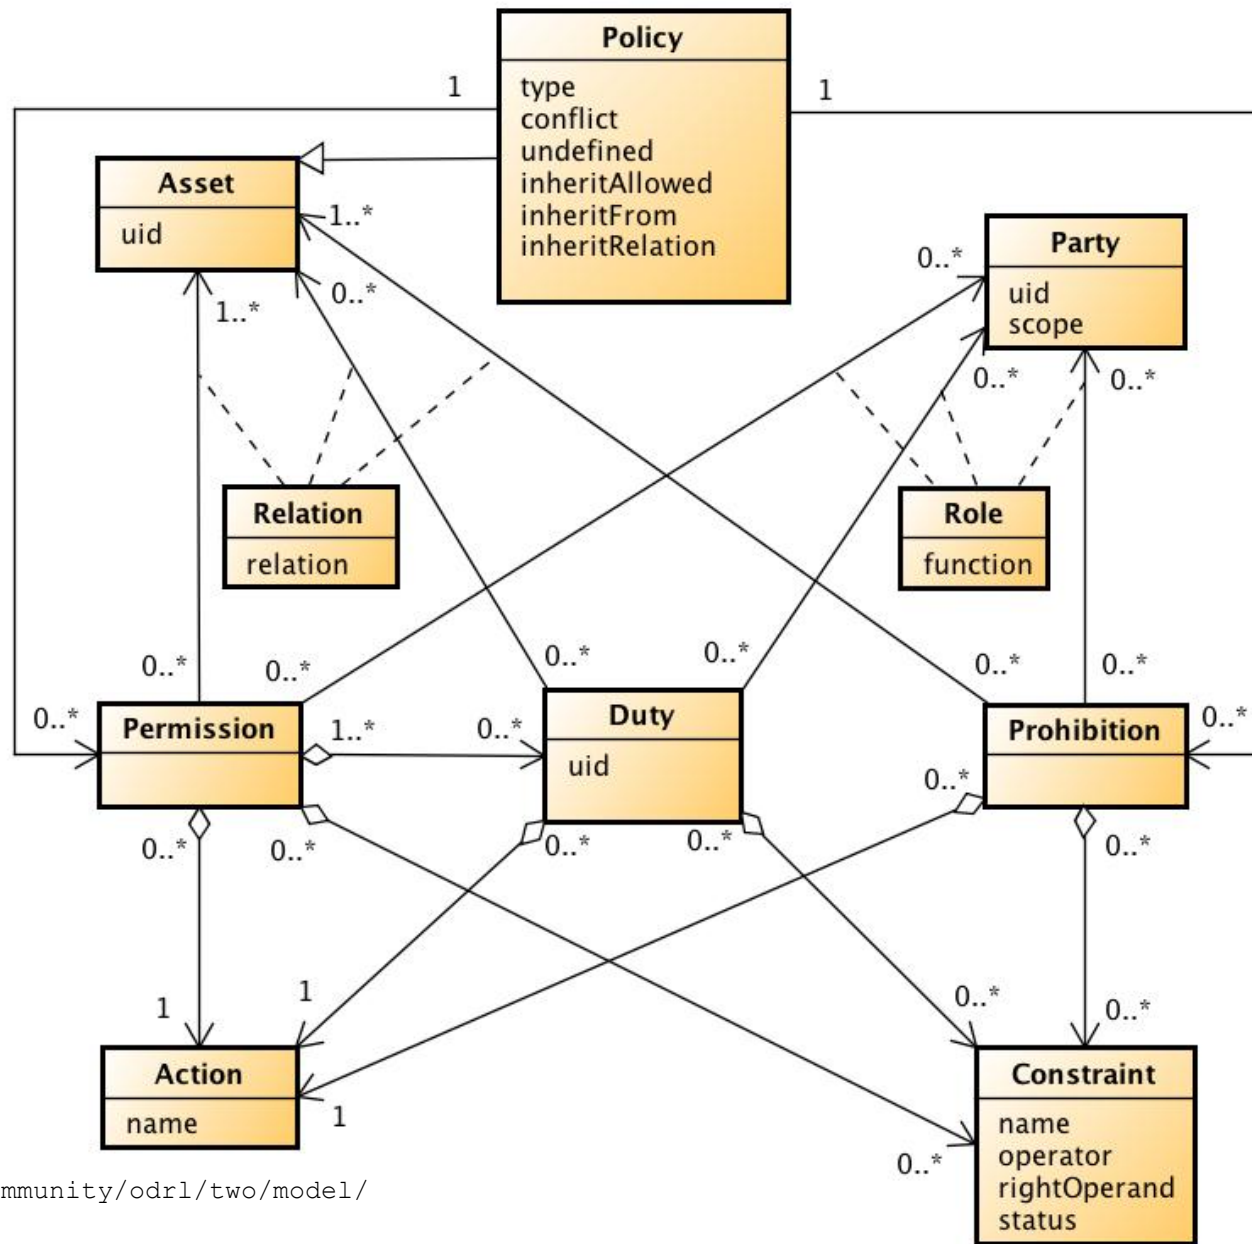 Policy
type
conflict
undefined
inheritAllowed
inheritFrom
inheritRelation
1
1
Asset
uid
1..*
0..*
1..*
Party
uid
scope
0..*
0..*
0..*
Relation
relation
Role
function
0..*
0..*
0..*
0..*
0..*
0..*
0..*
0..*
Permission
1..*
0..*
Duty
uid
Prohibition
0..*
0..*
0..*
0..*
0..*
0..*
1
1
1
0..*
0..*
0..*
Action
name
Constraint
name
operator
rightOperand
status
mmunity/odrl/two/model/